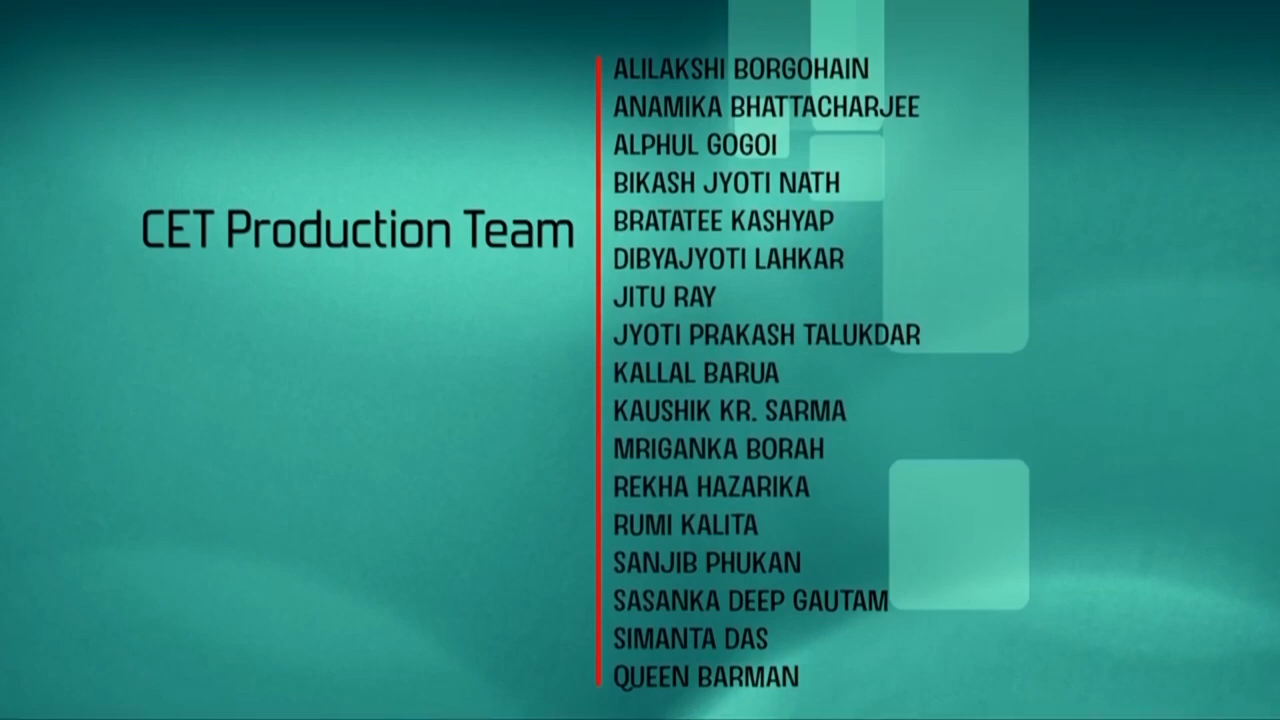 CET Production Team
ALILAKSHI BORGOHAIN
ANAMIKA BHATTACHARJEE
ALPHUL GOGOI
BIKASH JYOTI NATH
BRATATEE KASHYAP
DIBYAJYOTI LAHKAR
JITU RAY
JYOTI PRAKASH TALUKDAR
KALLAL BARUA
KAUSHIK KR. SARMA
MRIGANKA BORAH
REKHA HAZARIKA
RUMI KALITA
SANJIB PHUKAN
SASANKA DEEP GAUTAM
SIMANTA DAS
QUEEN BARMAN